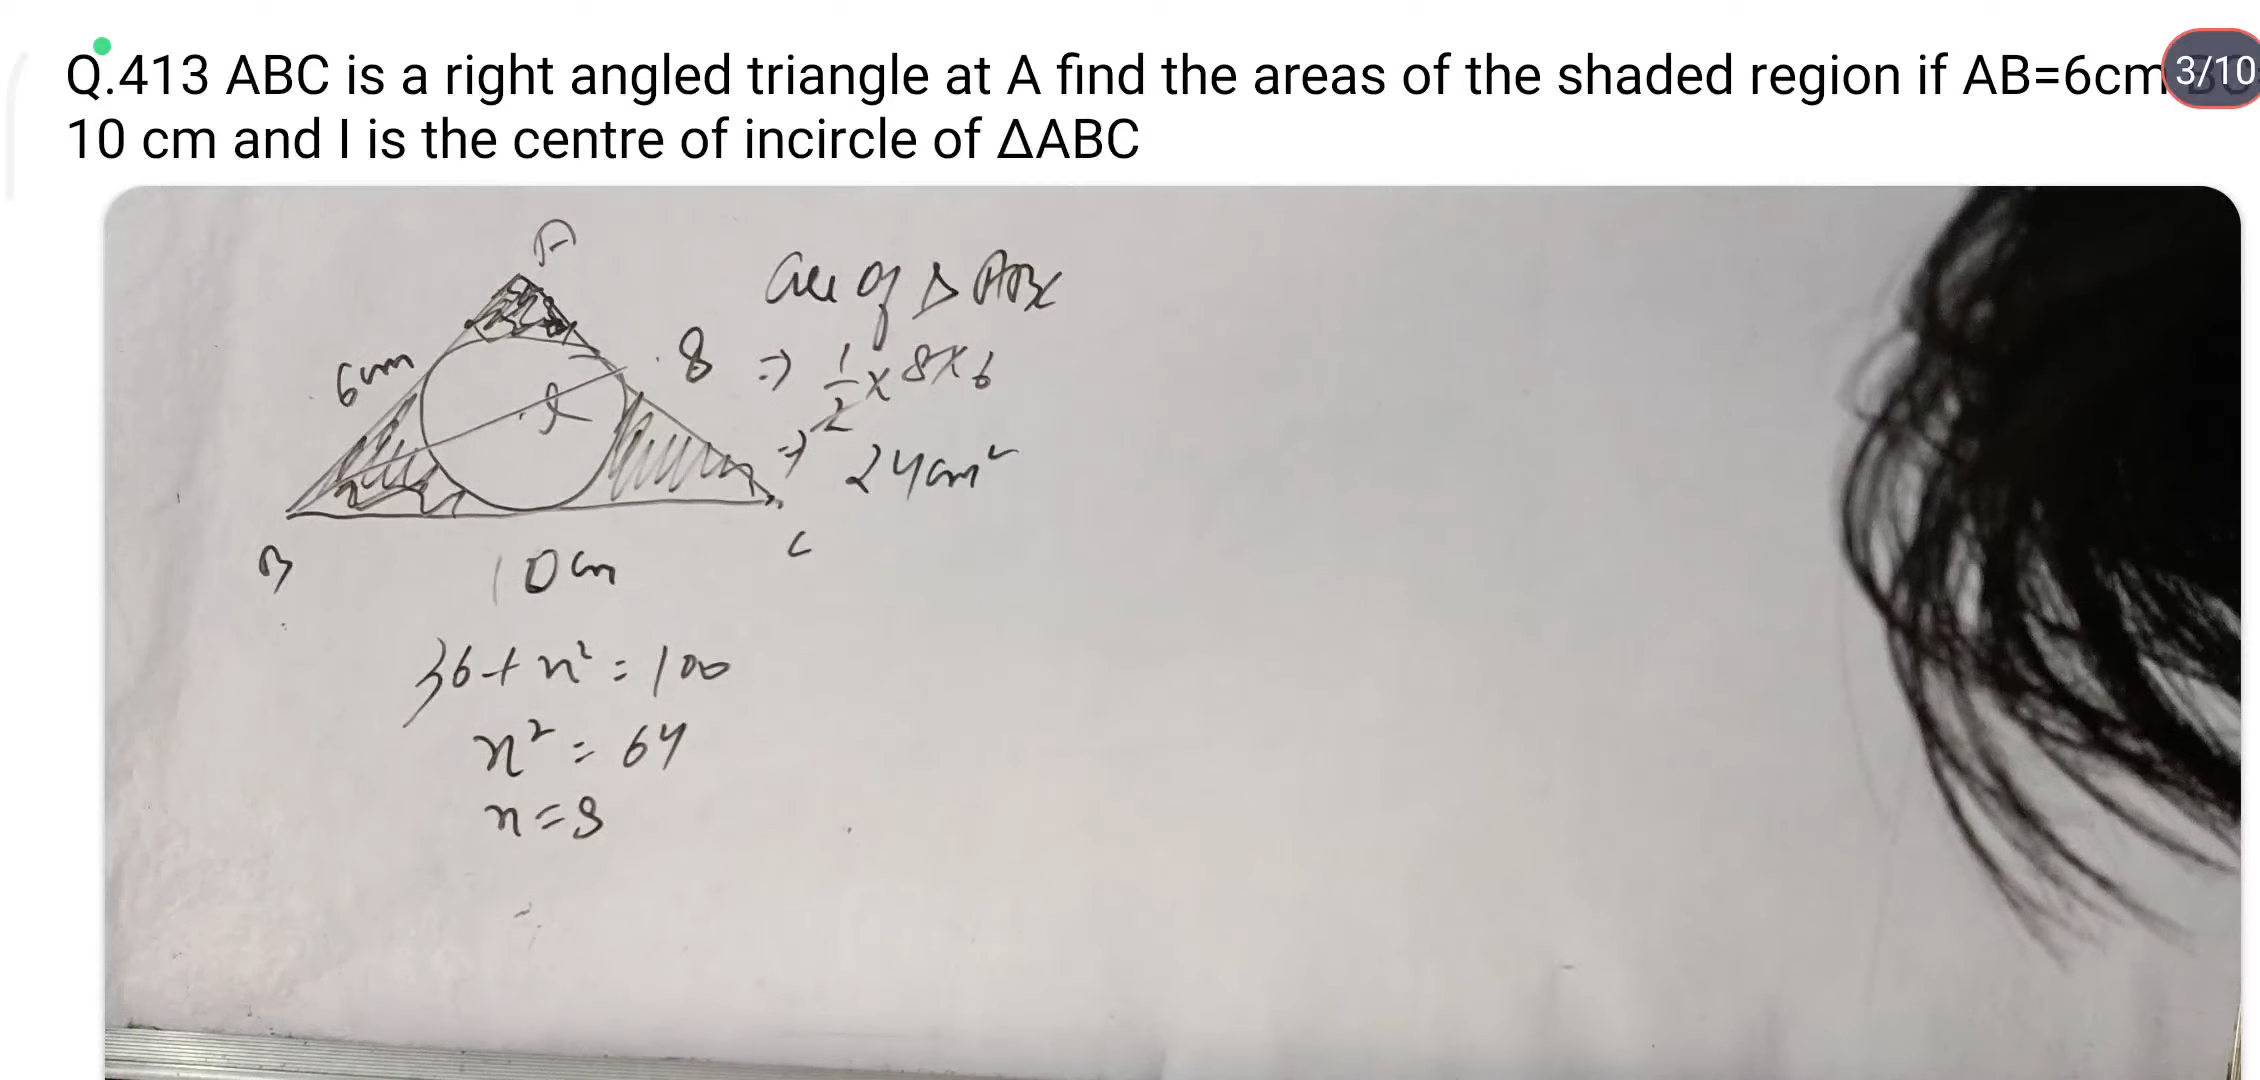 Q.413 ABC is a right angled triangle at A find the areas of the shaded region if AB=6cm
3/10
10 cm and I is the centre of incircle of ΔABC
A
of Δ ABC
6cm
8
⇒ 1/2 × 8×6
⇒ 24cm²
B
C
10cm
36+x²=100
x²=64
x=8